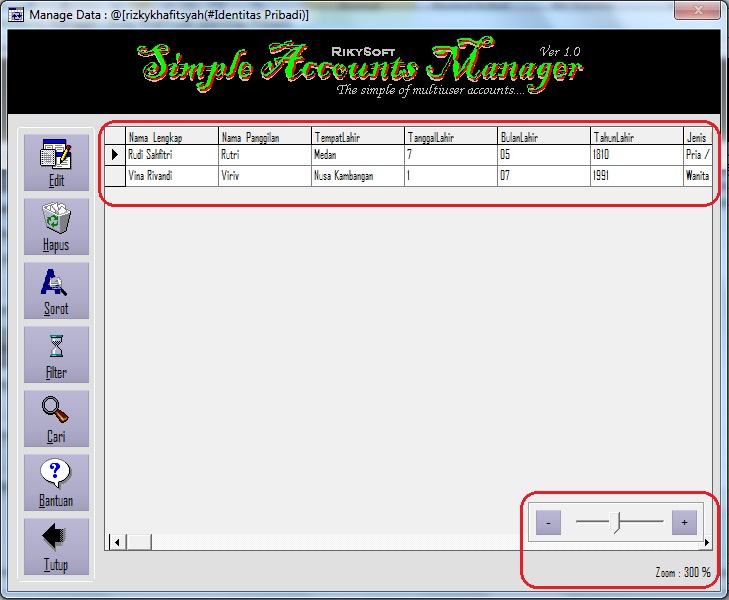 Manage Data : @[rizkykhafitsyah(#Identitas Pribadi)]
RikySoft
Ver 1.0
Simple Accounts Manager
The simple of multiuser accounts....
Edit
Hapus
Sorot
Filter
Cari
Bantuan
Tutup
Nama Lengkap Nama Panggilan TempatLahir TanggalLahir BulanLahir TahunLahir Jenis
Rudi Sahfitri Rutri Medan 7 05 1810 Pria /
Vina Rivandi Viriv Nusa Kambangan 1 07 1991 Wanita
- +
Zoom : 300 %